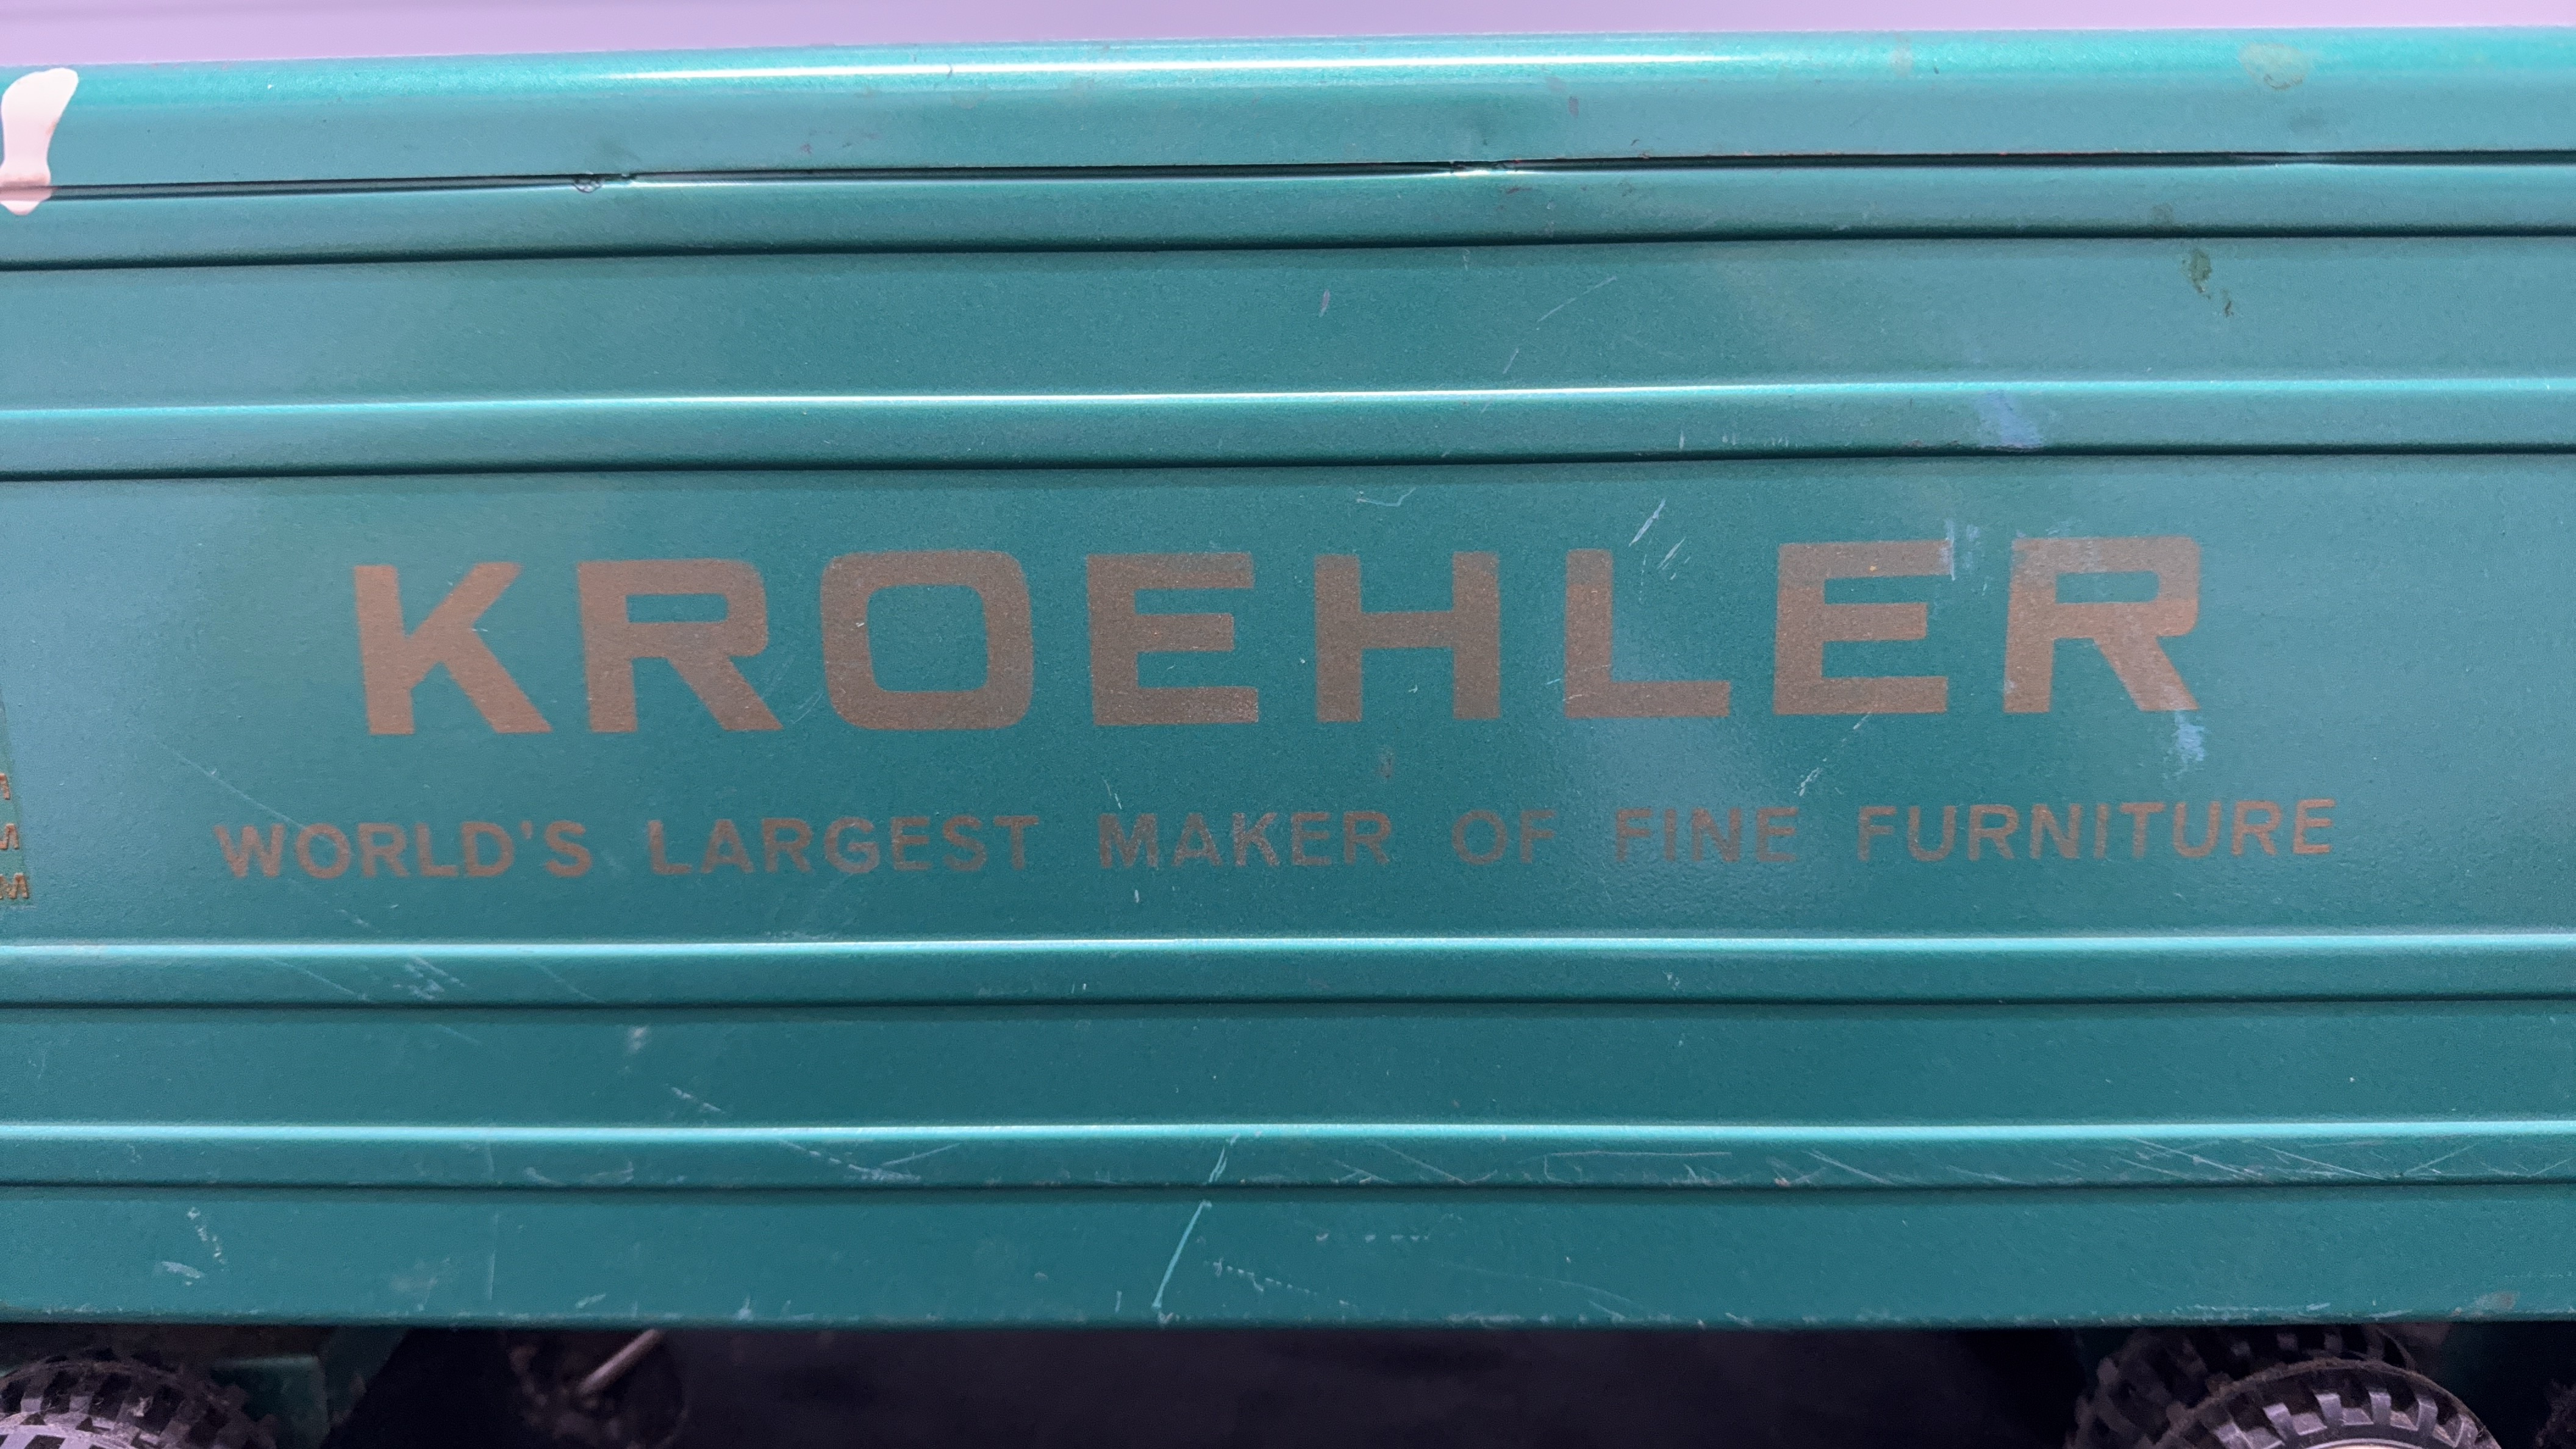 KROEHLER
WORLD'S LARGEST MAKER OF FINE FURNITURE